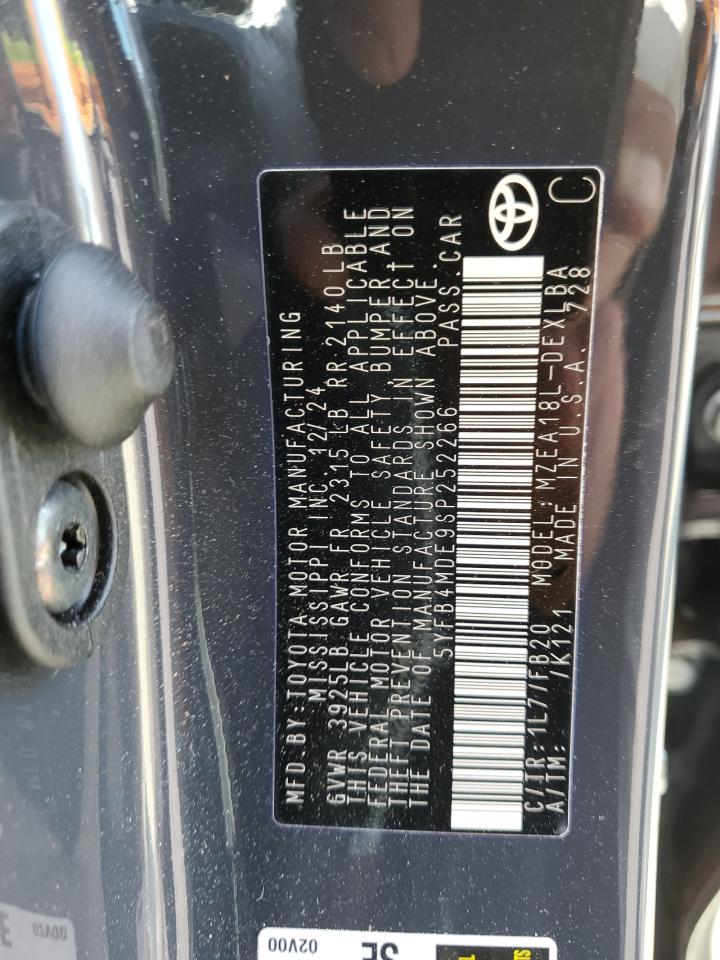 MFD BY:TOYOTA MOTOR MANUFACTURING
MISSISSIPPI INC 12/24
GVWR 3925LB GAWR FR 2315 LB RR 2140 LB
THIS VEHICLE CONFORMS TO ALL APPLICABLE
FEDERAL MOTOR VEHICLE SAFETY, BUMPER AND
THEFT PREVENTION STANDARDS IN EFFECT ON
THE DATE OF MANUFACTURE SHOWN ABOVE.
5YFB4MDE9SP252266 PASS.CAR
C/TR:1L7/FB20 MODEL:MZEA18L-DEXLBA
A/TM: /K121 MADE IN U.S.A. 728
C
02V00
SE
02V00